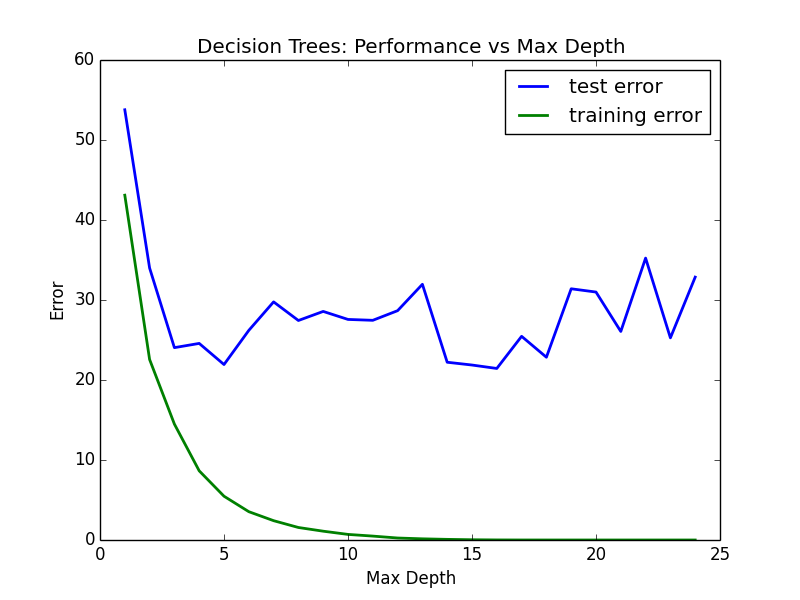 Decision Trees: Performance vs Max Depth
60
50
40
30
20
10
0
Error
test error
training error
0 5 10 15 20 25
Max Depth